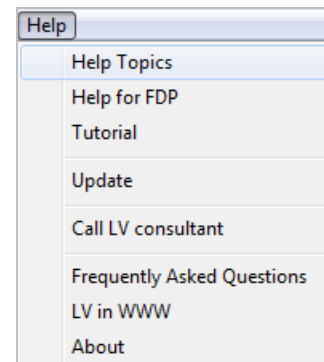 Help
Help Topics
Help for FDP
Tutorial
Update
Call LV consultant
Frequently Asked Questions
LV in WWW
About